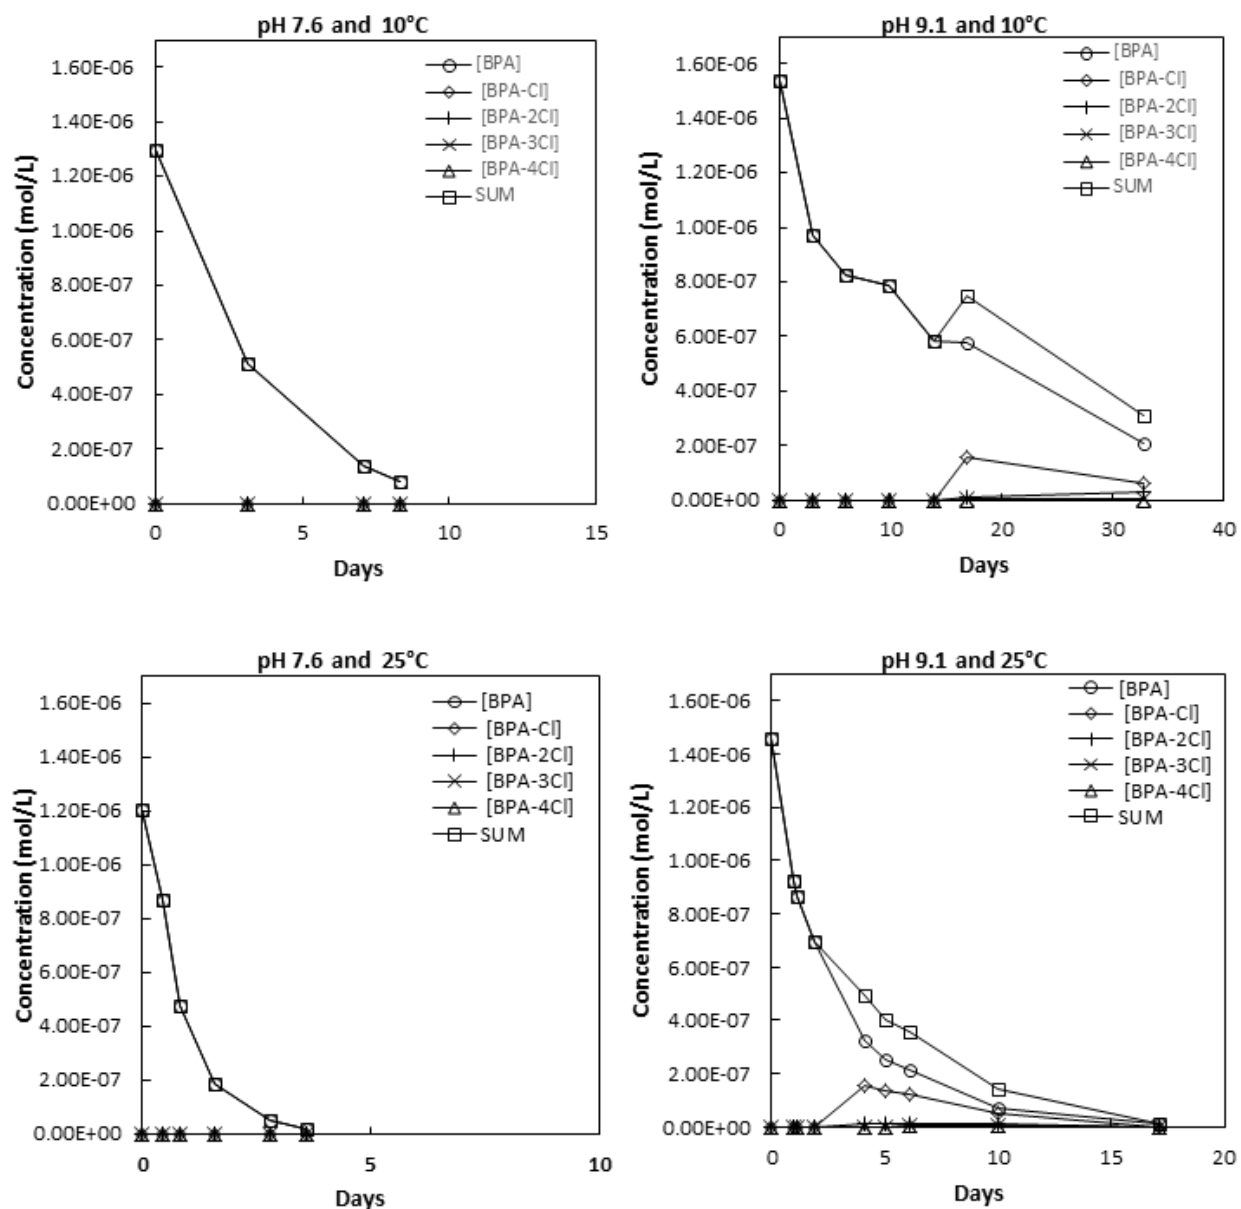 pH 7.6 and 10°C
1.60E-06
1.40E-06
1.20E-06
1.00E-06
8.00E-07
6.00E-07
4.00E-07
2.00E-07
0.00E+00
Concentration (mol/L)
0 5 10 15
Days
[BPA]
[BPA-Cl]
[BPA-2Cl]
[BPA-3Cl]
[BPA-4Cl]
SUM
pH 9.1 and 10°C
1.60E-06
1.40E-06
1.20E-06
1.00E-06
8.00E-07
6.00E-07
4.00E-07
2.00E-07
0.00E+00
Concentration (mol/L)
0 10 20 30 40
Days
[BPA]
[BPA-Cl]
[BPA-2Cl]
[BPA-3Cl]
[BPA-4Cl]
SUM
pH 7.6 and 25°C
1.60E-06
1.40E-06
1.20E-06
1.00E-06
8.00E-07
6.00E-07
4.00E-07
2.00E-07
0.00E+00
Concentration (mol/L)
0 5 10
Days
[BPA]
[BPA-Cl]
[BPA-2Cl]
[BPA-3Cl]
[BPA-4Cl]
SUM
pH 9.1 and 25°C
1.60E-06
1.40E-06
1.20E-06
1.00E-06
8.00E-07
6.00E-07
4.00E-07
2.00E-07
0.00E+00
Concentration (mol/L)
0 5 10 15 20
Days
[BPA]
[BPA-Cl]
[BPA-2Cl]
[BPA-3Cl]
[BPA-4Cl]
SUM